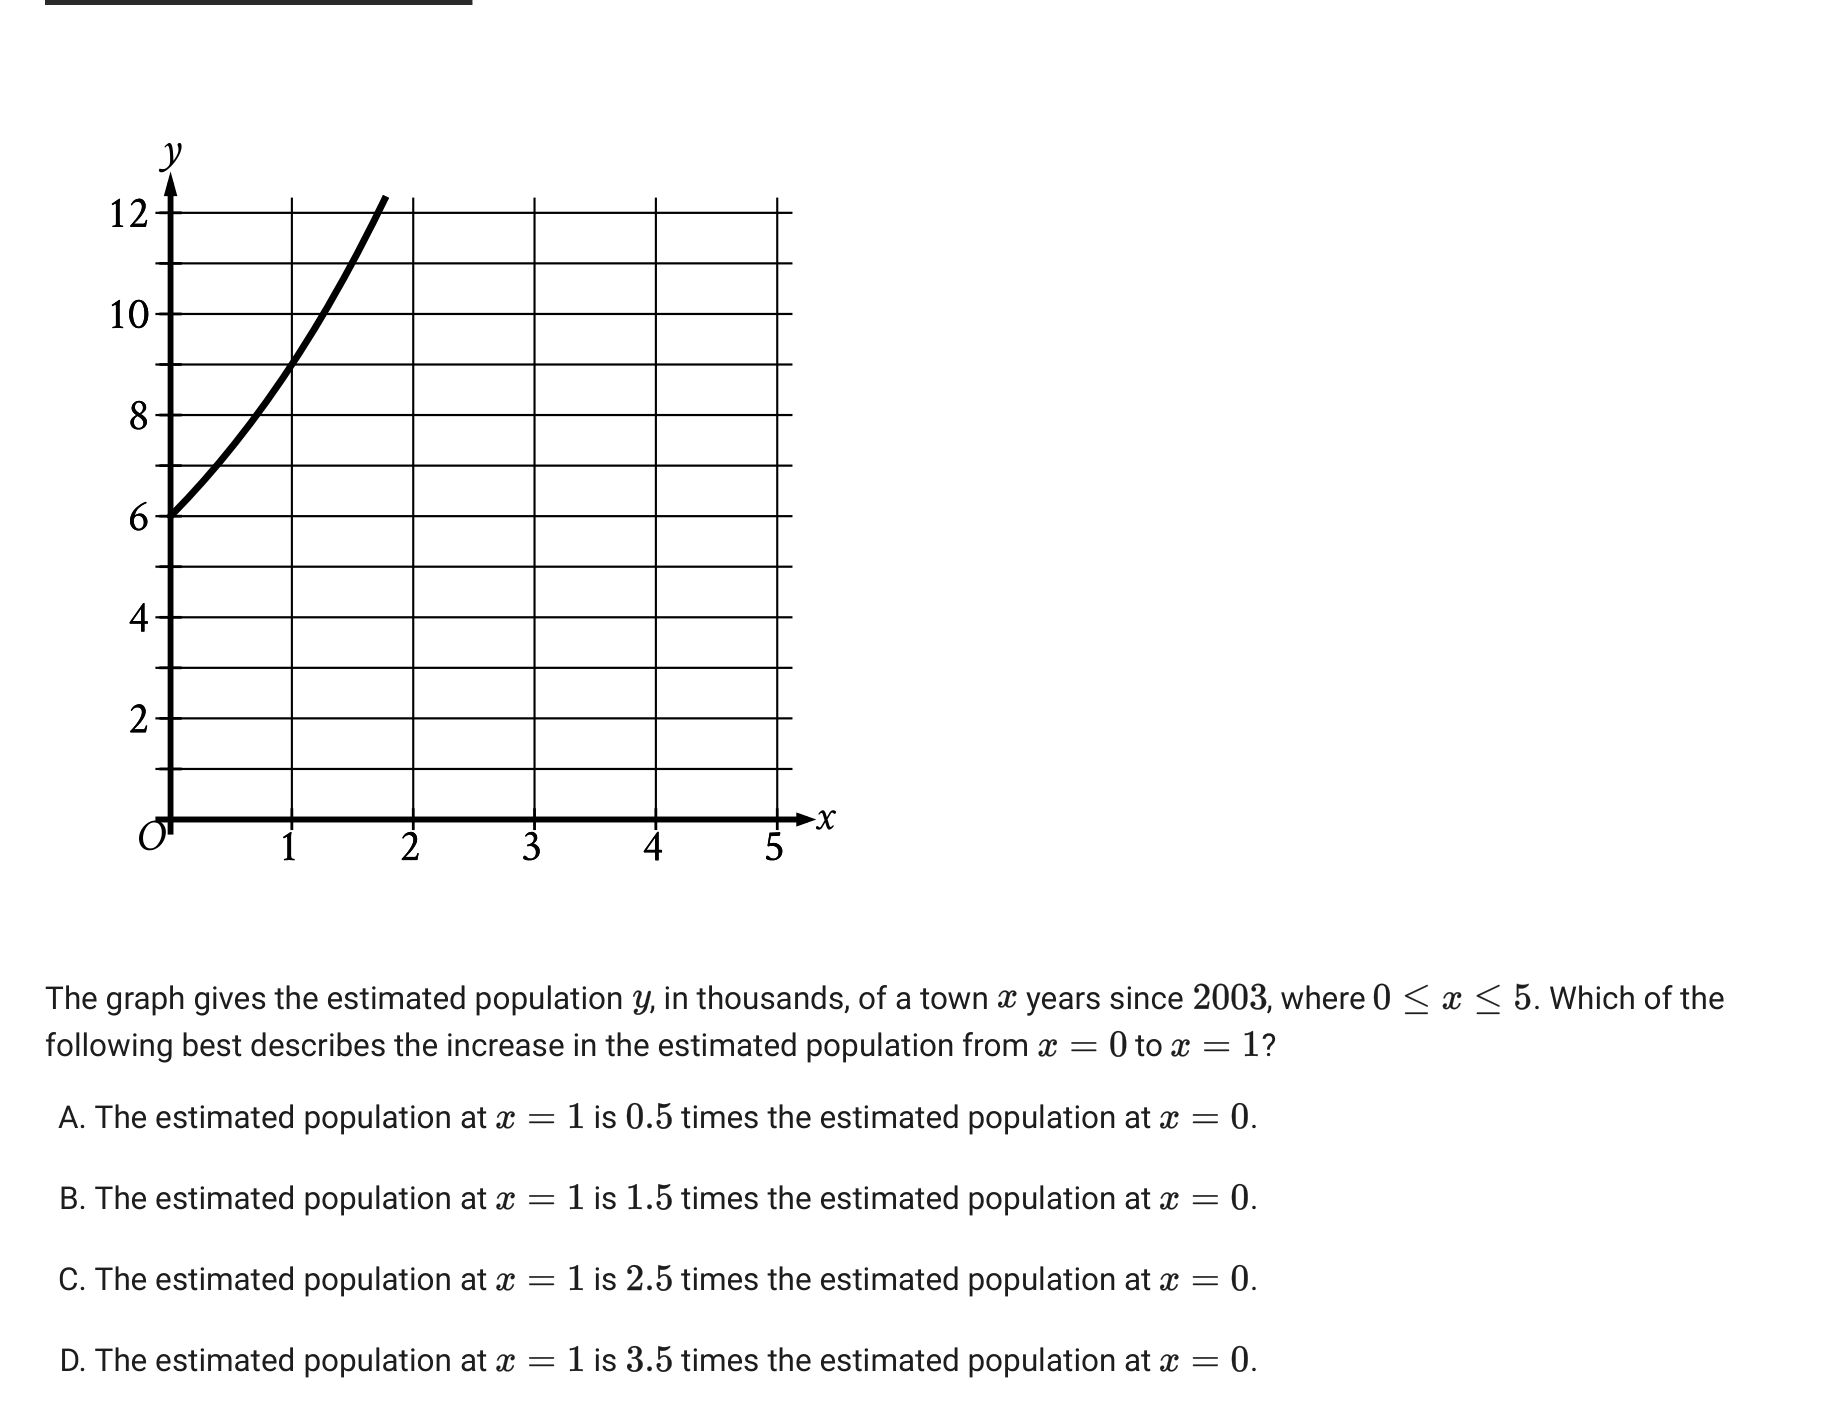 y
12
10
8
6
4
2
O
1 2 3 4 5 x
The graph gives the estimated population y, in thousands, of a town x years since 2003, where 0 ≤ x ≤ 5. Which of the
following best describes the increase in the estimated population from x = 0 to x = 1?
A. The estimated population at x = 1 is 0.5 times the estimated population at x = 0.
B. The estimated population at x = 1 is 1.5 times the estimated population at x = 0.
C. The estimated population at x = 1 is 2.5 times the estimated population at x = 0.
D. The estimated population at x = 1 is 3.5 times the estimated population at x = 0.